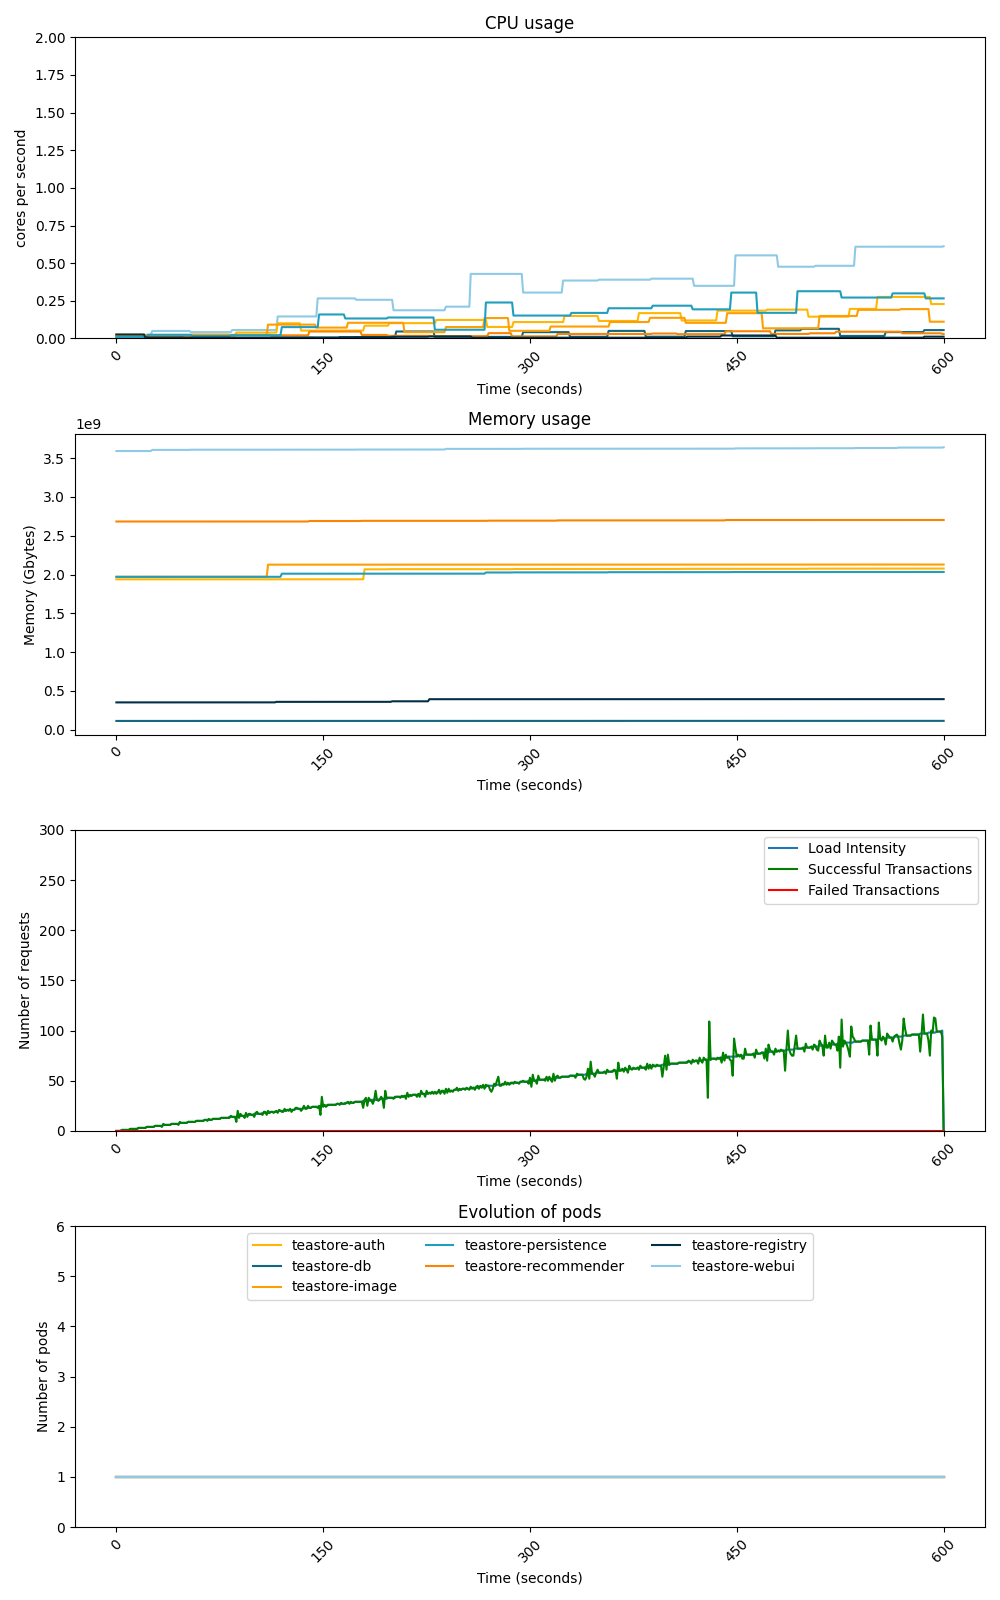 CPU usage
2.00
1.75
1.50
1.25
1.00
0.75
0.50
0.25
0.00
cores per second
0 150 300 450 600
Time (seconds)
Memory usage
1e9
3.5
3.0
2.5
2.0
1.5
1.0
0.5
0.0
Memory (Gbytes)
0 150 300 450 600
Time (seconds)
300
250
200
150
100
50
0
Number of requests
Load Intensity
Successful Transactions
Failed Transactions
0 150 300 450 600
Time (seconds)
Evolution of pods
6
5
4
3
2
1
0
Number of pods
teastore-auth teastore-persistence teastore-registry
teastore-db teastore-recommender teastore-webui
teastore-image
0 150 300 450 600
Time (seconds)